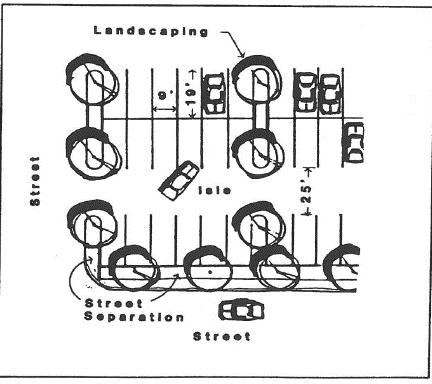 Landscaping
9'
19'
Street
Isle
25'
Street
Separation
Street